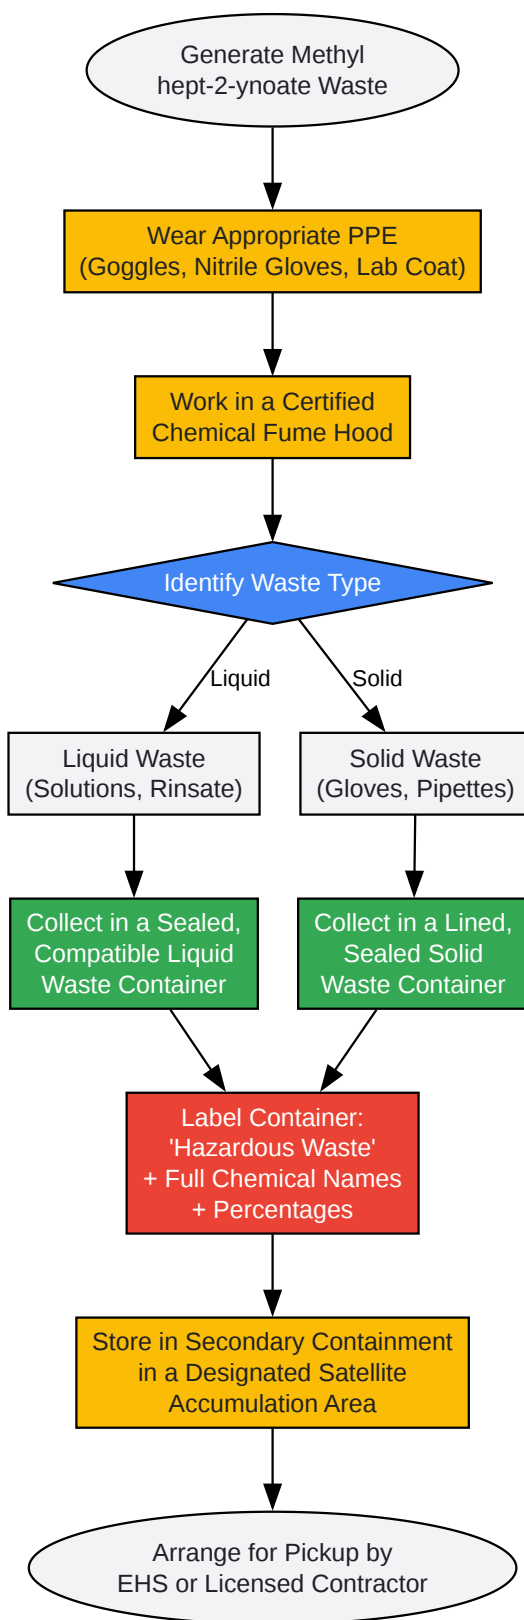 Generate Methyl
hept-2-ynoate Waste
Wear Appropriate PPE
(Goggles, Nitrile Gloves, Lab Coat)
Work in a Certified
Chemical Fume Hood
Identify Waste Type
Liquid
Solid
Liquid Waste
(Solutions, Rinsate)
Solid Waste
(Gloves, Pipettes)
Collect in a Sealed,
Compatible Liquid
Waste Container
Collect in a Lined,
Sealed Solid
Waste Container
Label Container:
'Hazardous Waste'
+ Full Chemical Names
+ Percentages
Store in Secondary Containment
in a Designated Satellite
Accumulation Area
Arrange for Pickup by
EHS or Licensed Contractor